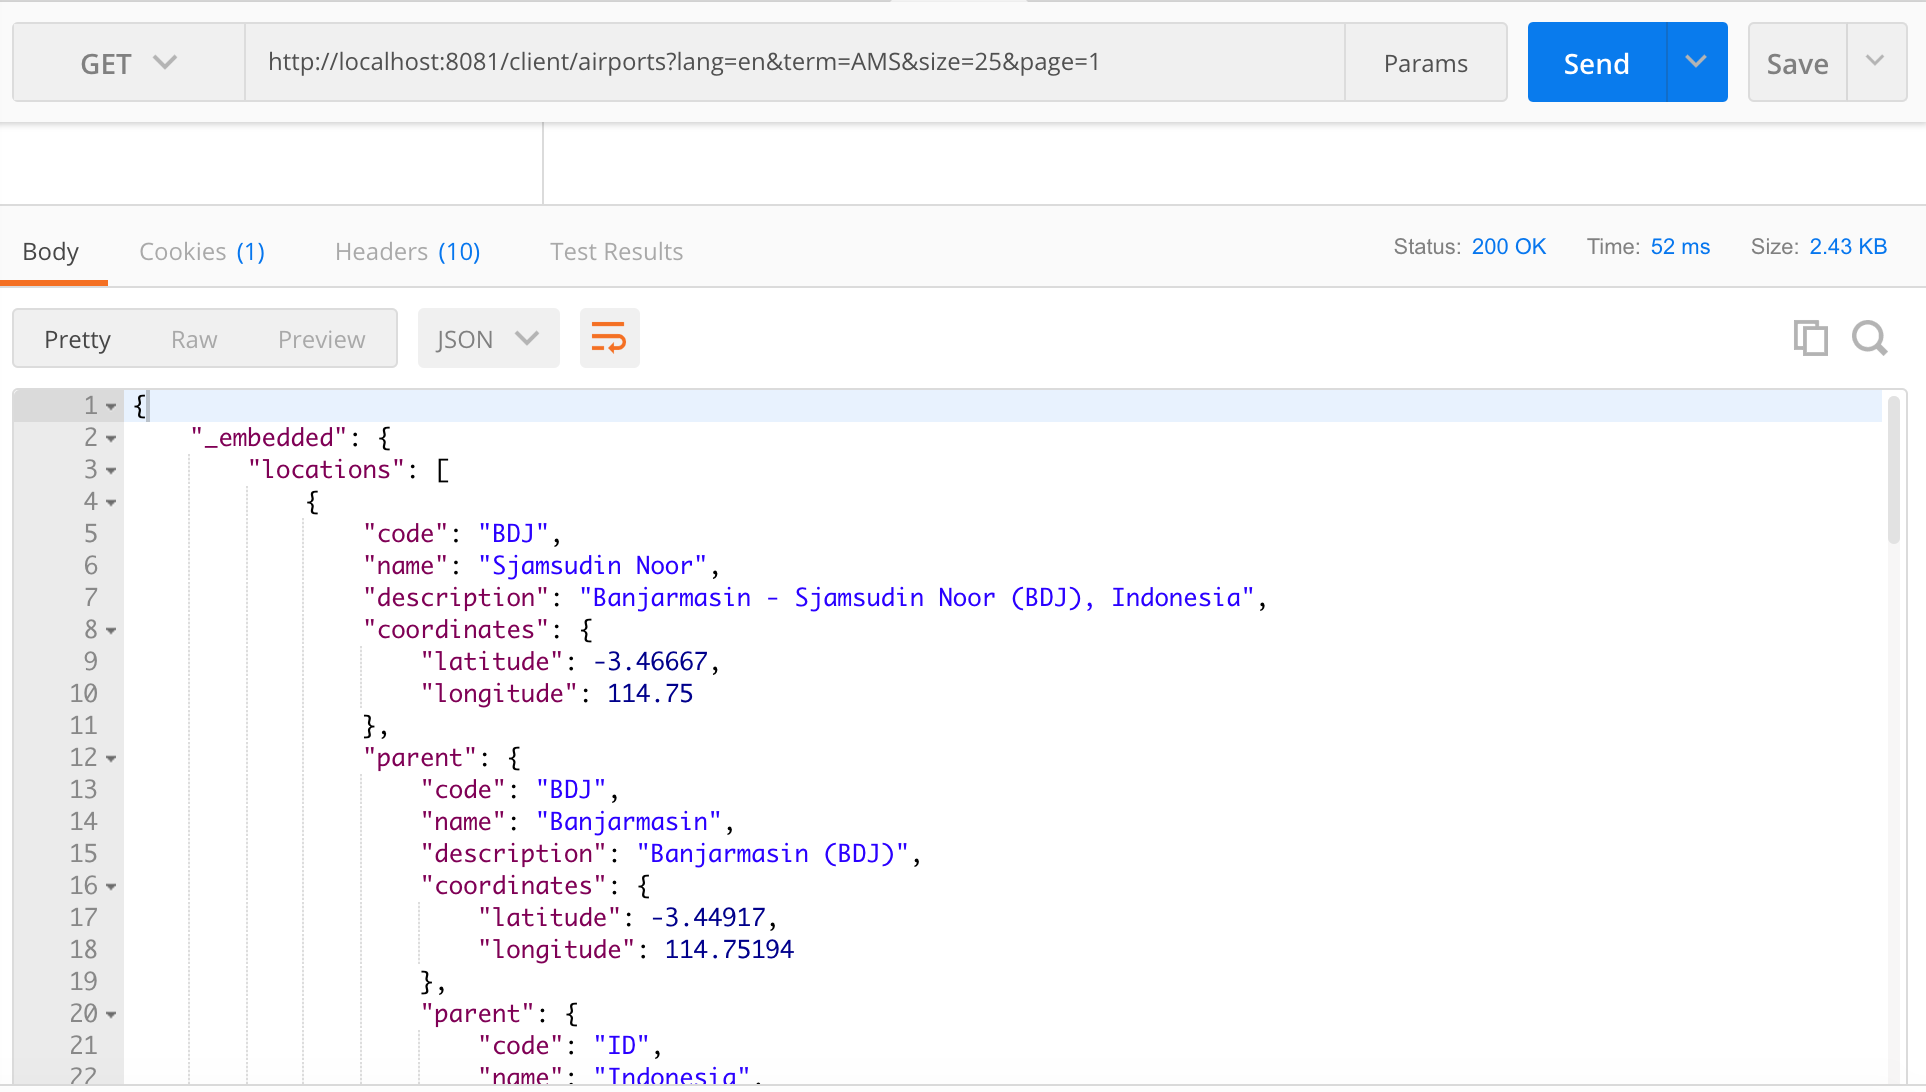 GET http://localhost:8081/client/airports?lang=en&term=AMS&size=25&page=1 Params Send Save
Body Cookies (1) Headers (10) Test Results Status: 200 OK Time: 52 ms Size: 2.43 KB
Pretty Raw Preview JSON
1 {
2 "_embedded": {
3 "locations": [
4 {
5 "code": "BDJ",
6 "name": "Sjamsudin Noor",
7 "description": "Banjarmasin - Sjamsudin Noor (BDJ), Indonesia",
8 "coordinates": {
9 "latitude": -3.46667,
10 "longitude": 114.75
11 },
12 "parent": {
13 "code": "BDJ",
14 "name": "Banjarmasin",
15 "description": "Banjarmasin (BDJ)",
16 "coordinates": {
17 "latitude": -3.44917,
18 "longitude": 114.75194
19 },
20 "parent": {
21 "code": "ID",
22 "name": "Indonesia",